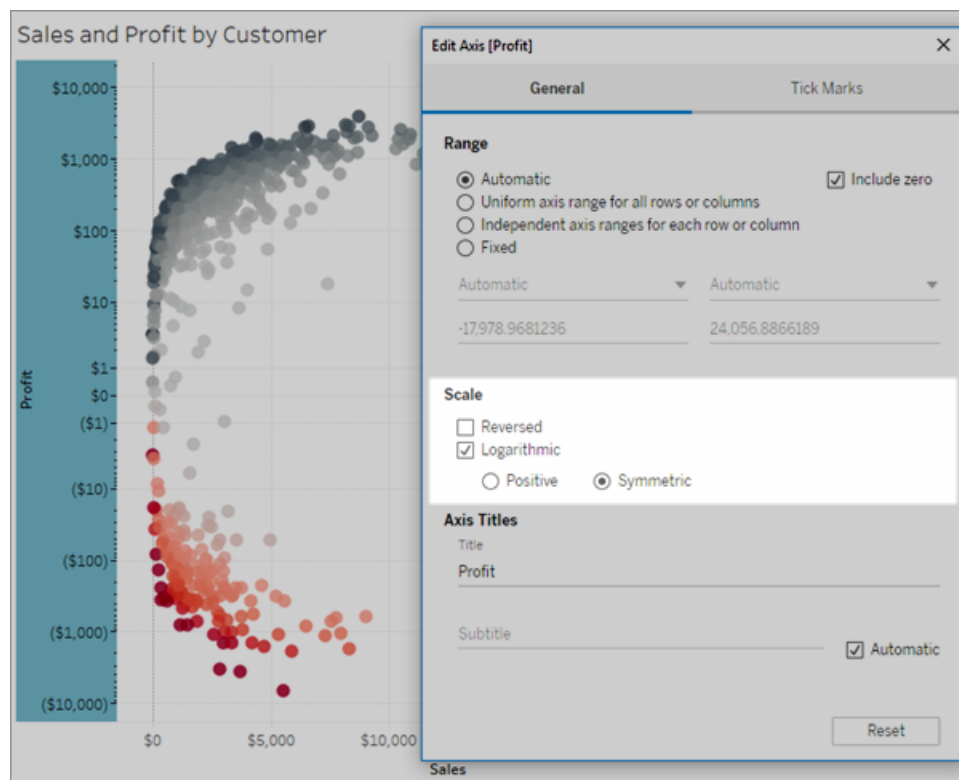 Sales and Profit by Customer
$10,000
$1,000
$100
$10
$1
$0
($1)
($10)
($100)
($1,000)
($10,000)
Profit
$0 $5,000 $10,000
Sales
Edit Axis [Profit]
General Tick Marks
Range
Automatic Include zero
Uniform axis range for all rows or columns
Independent axis ranges for each row or column
Fixed
Automatic Automatic
-17,978.9681236 24,056.8866189
Scale
Reversed
Logarithmic
Positive Symmetric
Axis Titles
Title
Profit
Subtitle Automatic
Reset